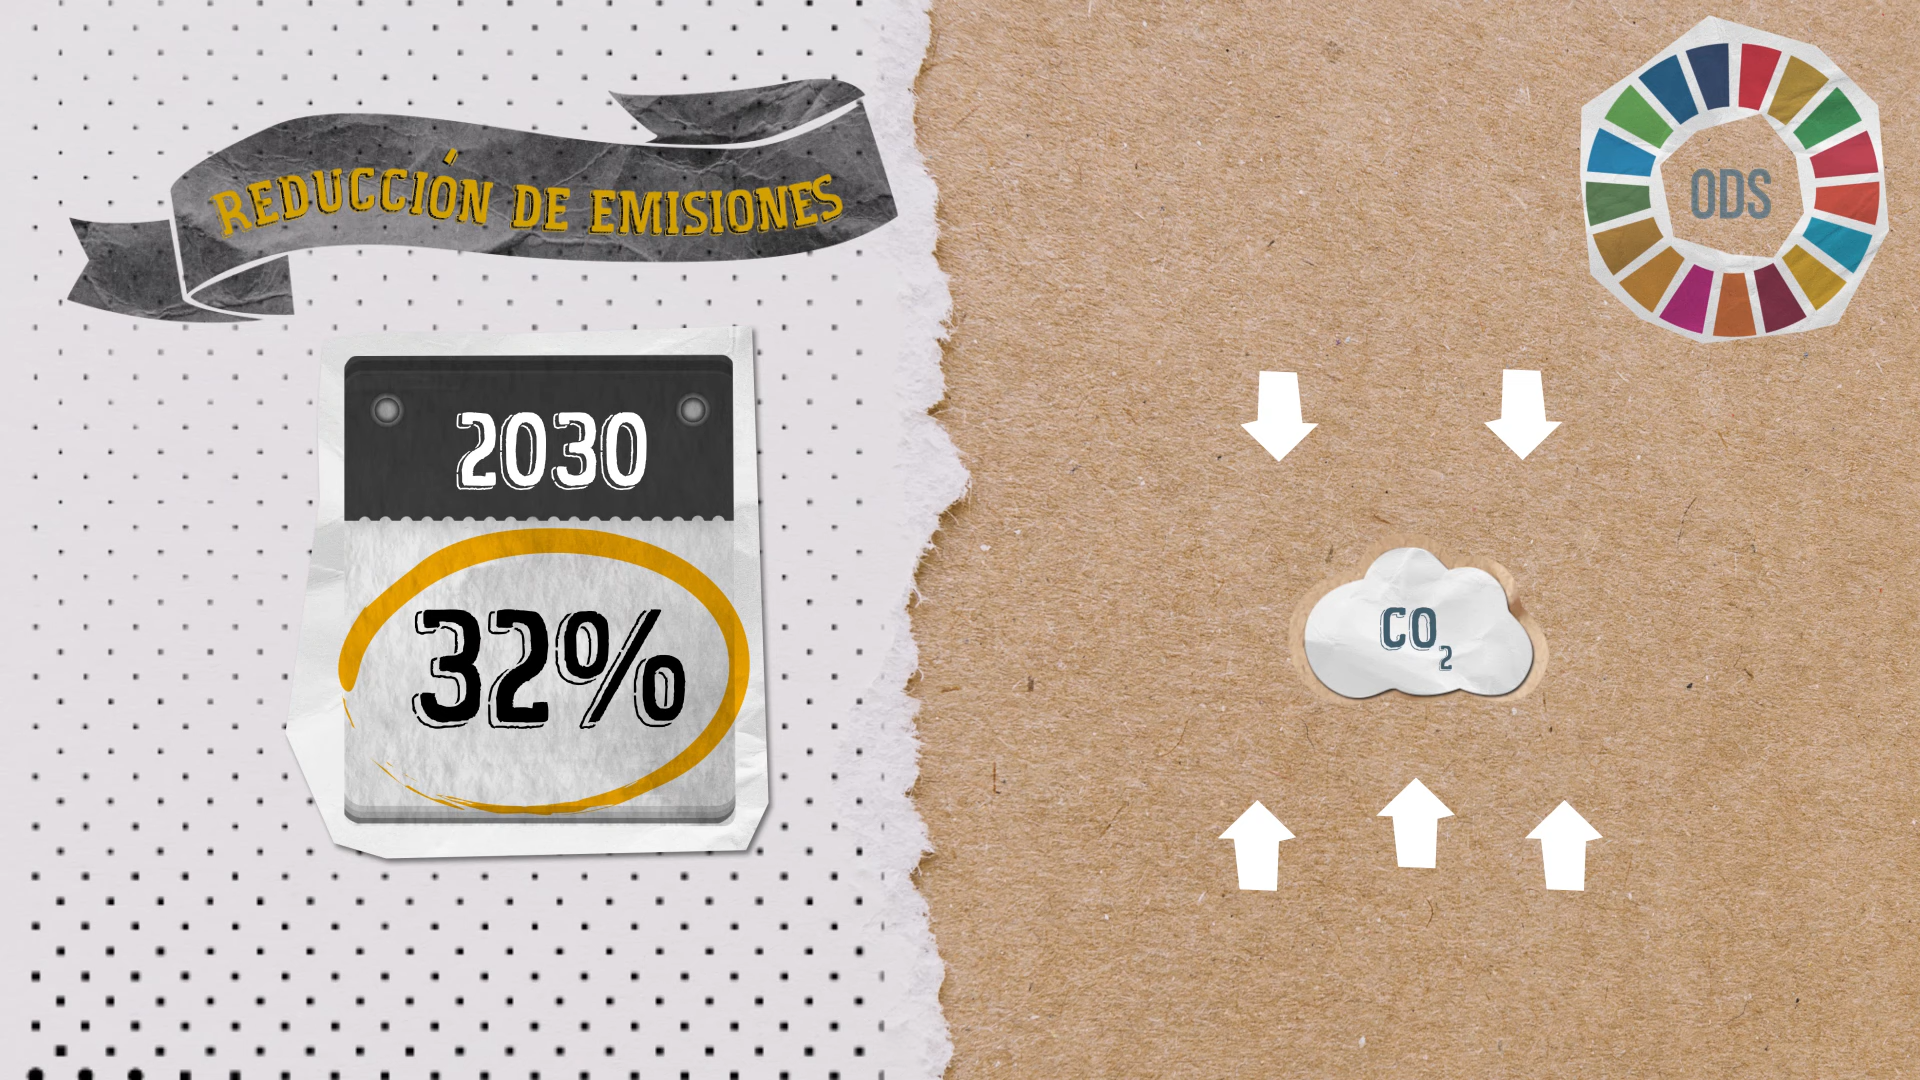 REDUCCIÓN DE EMISIONES
ODS
2030
32%
CO₂